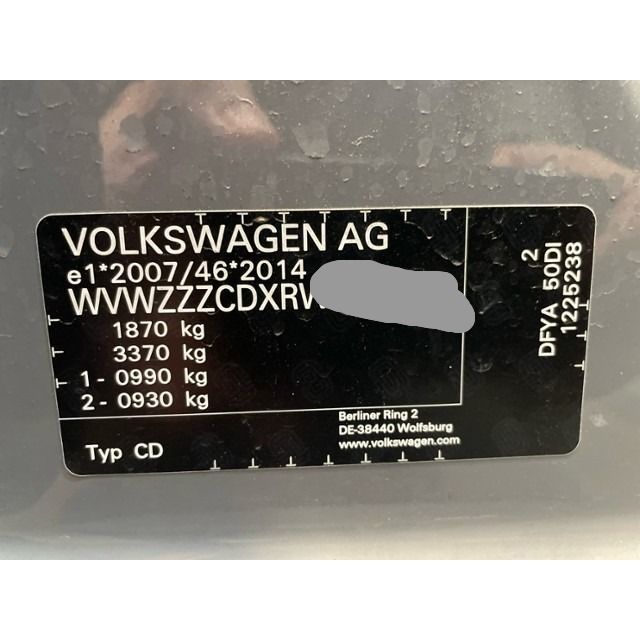 VOLKSWAGEN AG
e1*2007/46*2014
WVWZZZCDXRW
1870 kg
3370 kg
1 - 0990 kg
2 - 0930 kg
Berliner Ring 2
DE-38440 Wolfsburg
www.volkswagen.com
Typ CD
2
DFYA 50DI
1225238